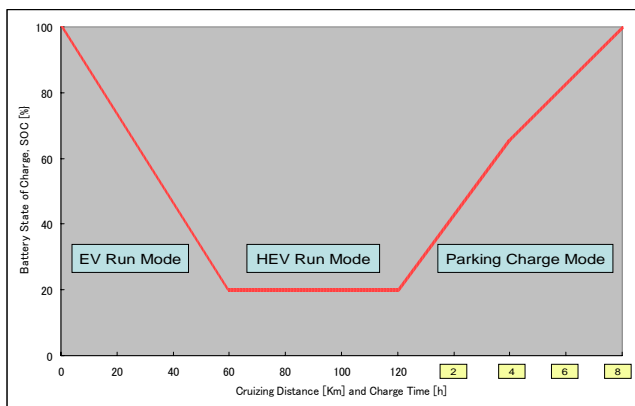 Battery State of Charge, SOC [%]
100
80
60
40
20
0
EV Run Mode
HEV Run Mode
Parking Charge Mode
0 20 40 60 80 100 120 2 4 6 8
Cruizing Distance [Km] and Charge Time [h]